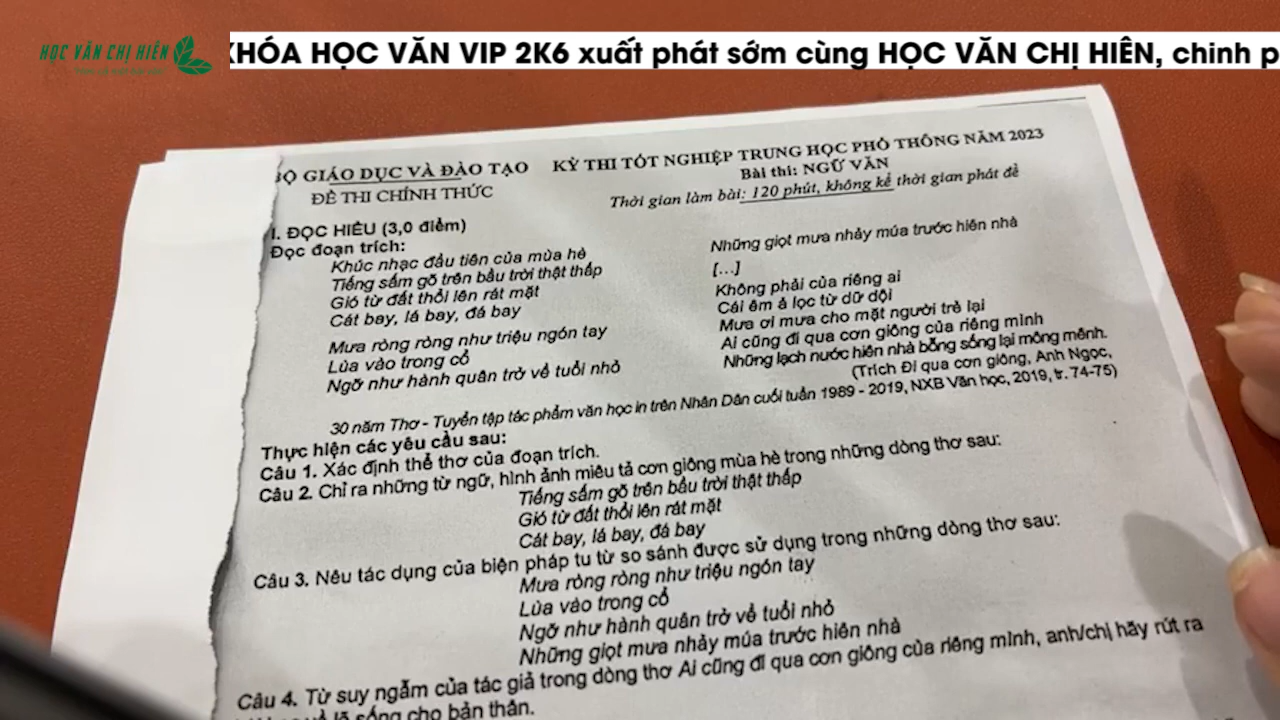 HỌC VĂN CHỊ HIÊN
KHÓA HỌC VĂN VIP 2K6 xuất phát sớm cùng HỌC VĂN CHỊ HIÊN, chinh p
BỘ GIÁO DỤC VÀ ĐÀO TẠO
ĐỀ THI CHÍNH THỨC
KỲ THI TỐT NGHIỆP TRUNG HỌC PHỔ THÔNG NĂM 2023
Bài thi: NGỮ VĂN
Thời gian làm bài: 120 phút, không kể thời gian phát đề
I. ĐỌC HIỂU (3,0 điểm)
Đọc đoạn trích:
Khúc nhạc đầu tiên của mùa hè
Tiếng sấm gõ trên bầu trời thật thấp
Gió từ đất thổi lên rát mặt
Cát bay, lá bay, đá bay
Mưa ròng ròng như triệu ngón tay
Lùa vào trong cổ
Ngỡ như hành quân trở về tuổi nhỏ
Những giọt mưa nhảy múa trước hiên nhà
[...]
Không phải của riêng ai
Cái êm ả lọc từ dữ dội
Mưa ơi mưa cho mặt người trẻ lại
Ai cũng đi qua cơn giông của riêng mình
Những lạch nước hiên nhà bỗng sống lại mông mênh.
(Trích Đi qua cơn giông, Anh Ngọc,
30 năm Thơ - Tuyển tập tác phẩm văn học in trên Nhân Dân cuối tuần 1989 - 2019, NXB Văn học, 2019, tr. 74-75)
Thực hiện các yêu cầu sau:
Câu 1. Xác định thể thơ của đoạn trích.
Câu 2. Chỉ ra những từ ngữ, hình ảnh miêu tả cơn giông mùa hè trong những dòng thơ sau:
Tiếng sấm gõ trên bầu trời thật thấp
Gió từ đất thổi lên rát mặt
Cát bay, lá bay, đá bay
Câu 3. Nêu tác dụng của biện pháp tu từ so sánh được sử dụng trong những dòng thơ sau:
Mưa ròng ròng như triệu ngón tay
Lùa vào trong cổ
Ngỡ như hành quân trở về tuổi nhỏ
Những giọt mưa nhảy múa trước hiên nhà
Câu 4. Từ suy ngẫm của tác giả trong dòng thơ Ai cũng đi qua cơn giông của riêng mình, anh/chị hãy rút ra
về lẽ sống cho bản thân.